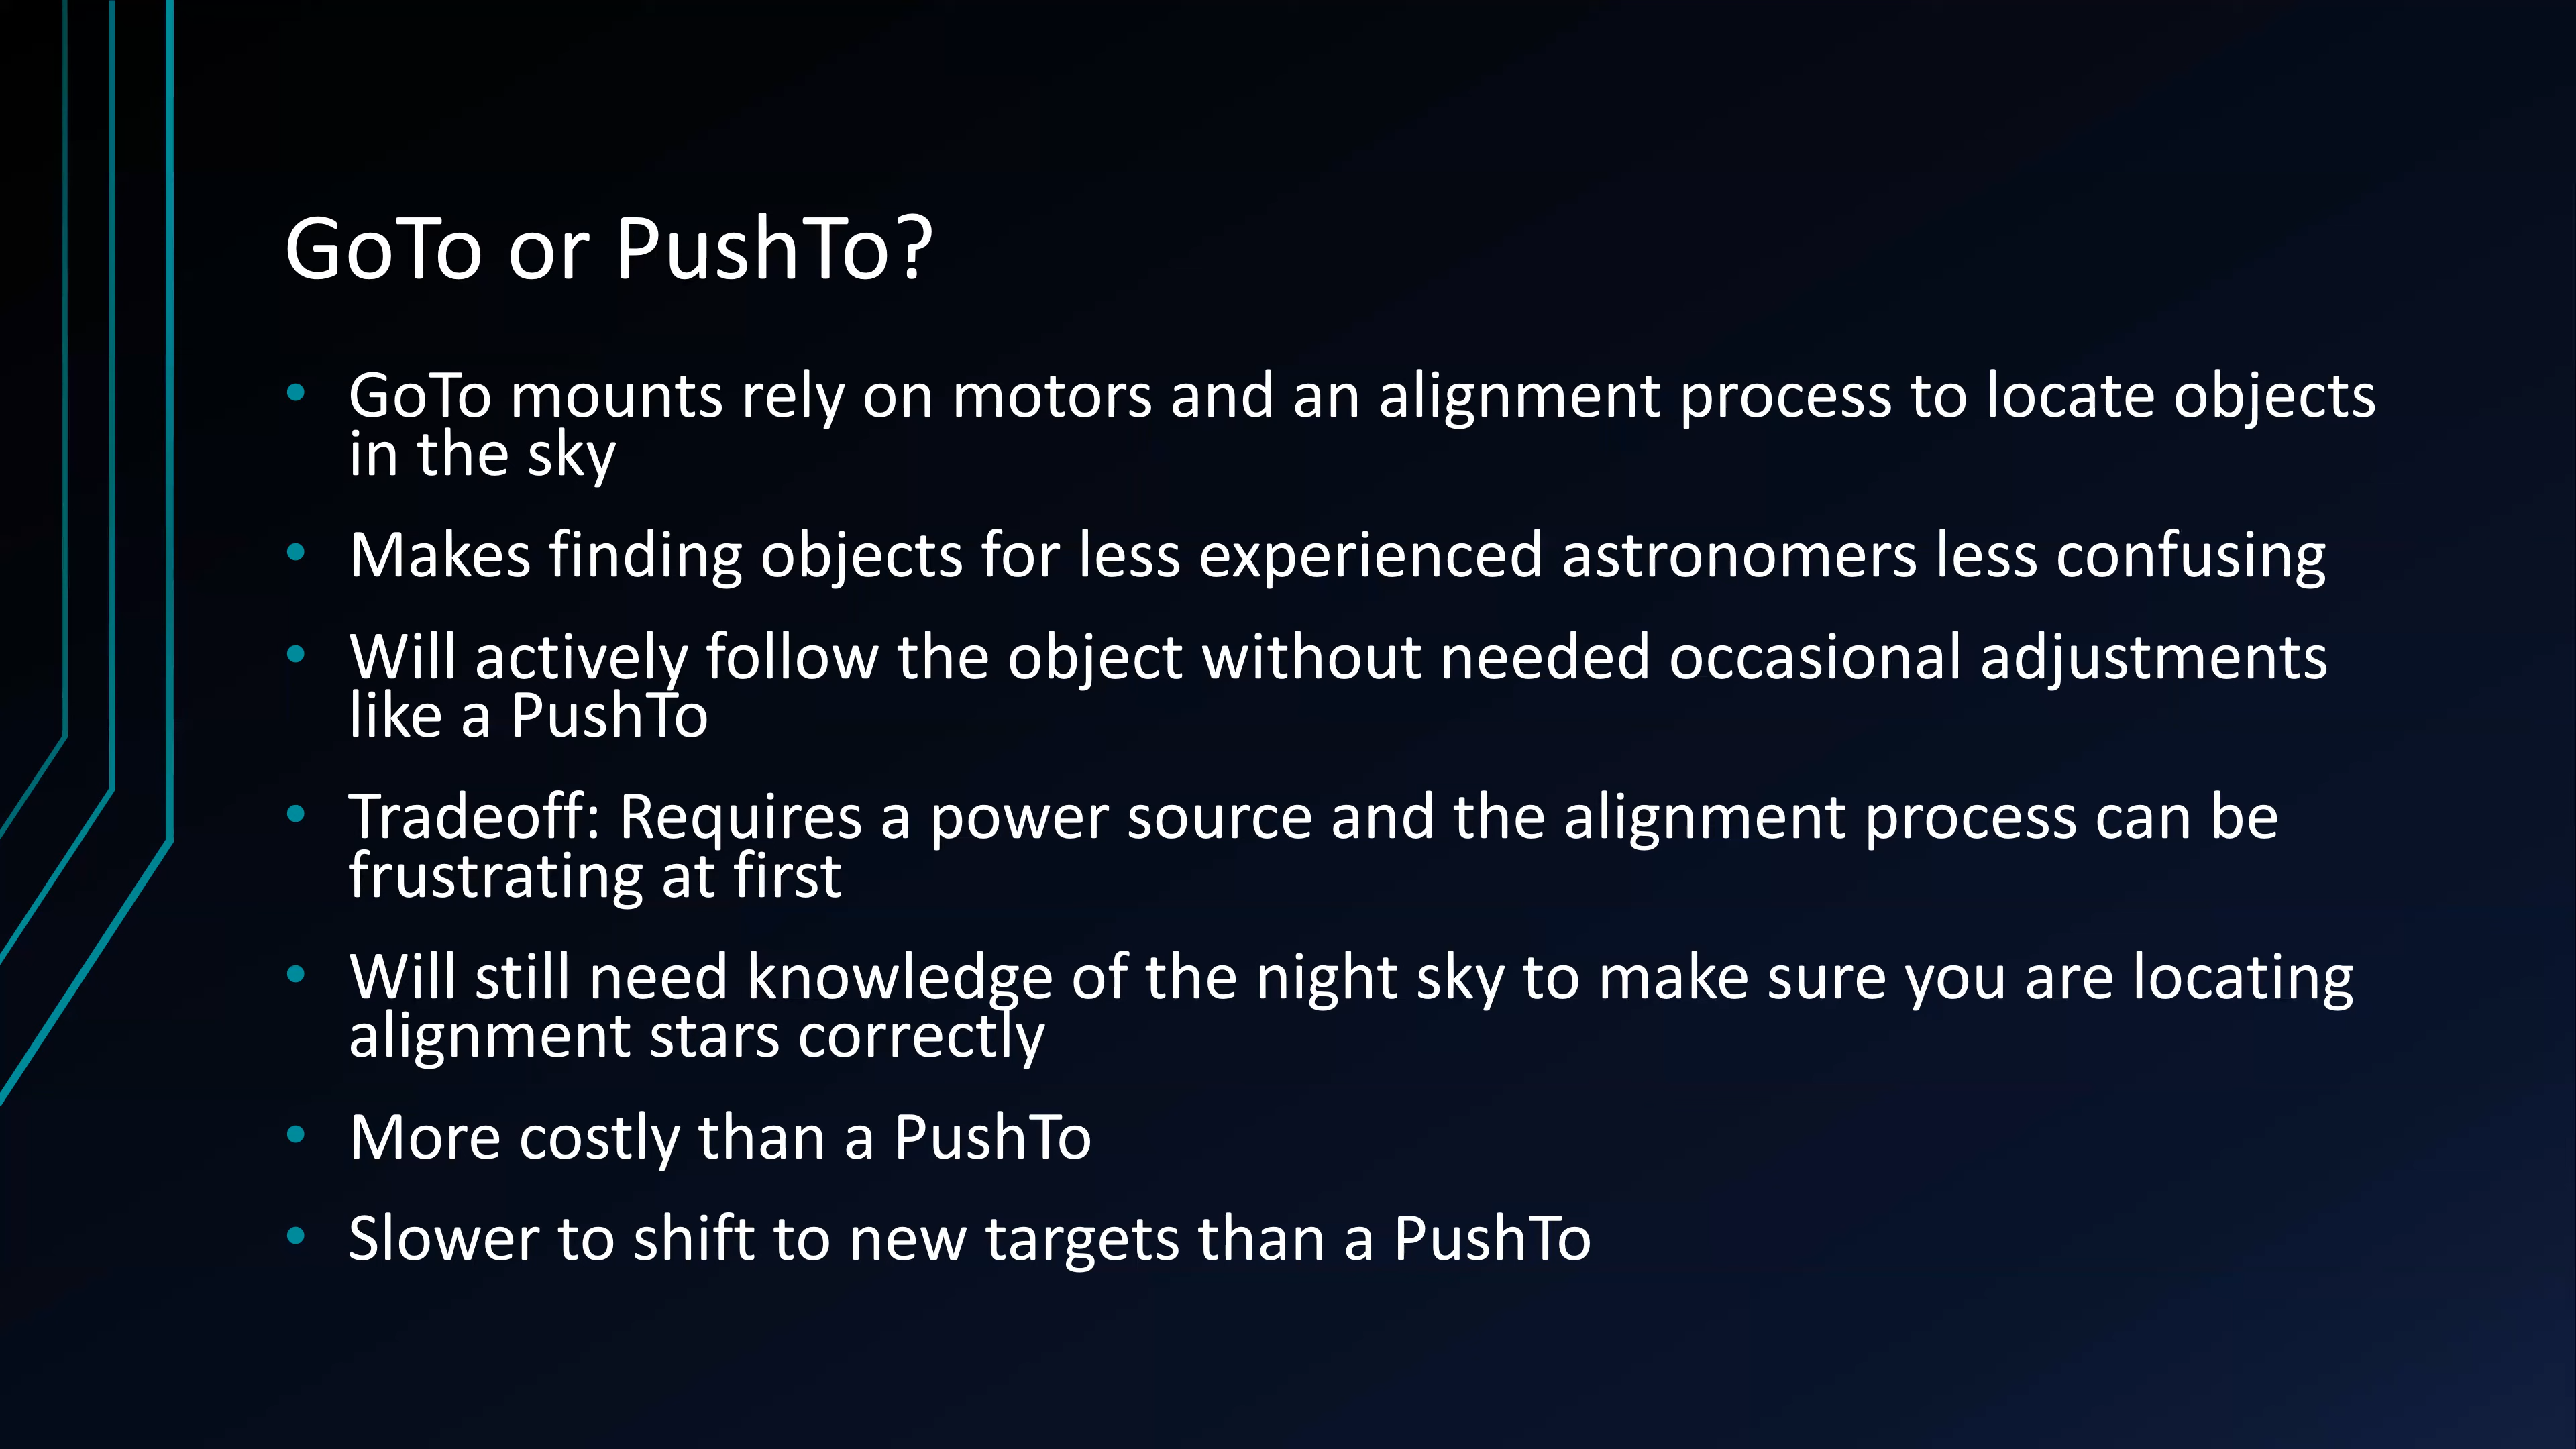 GoTo or PushTo?
• GoTo mounts rely on motors and an alignment process to locate objects
in the sky
• Makes finding objects for less experienced astronomers less confusing
• Will actively follow the object without needed occasional adjustments
like a PushTo
• Tradeoff: Requires a power source and the alignment process can be
frustrating at first
• Will still need knowledge of the night sky to make sure you are locating
alignment stars correctly
• More costly than a PushTo
• Slower to shift to new targets than a PushTo